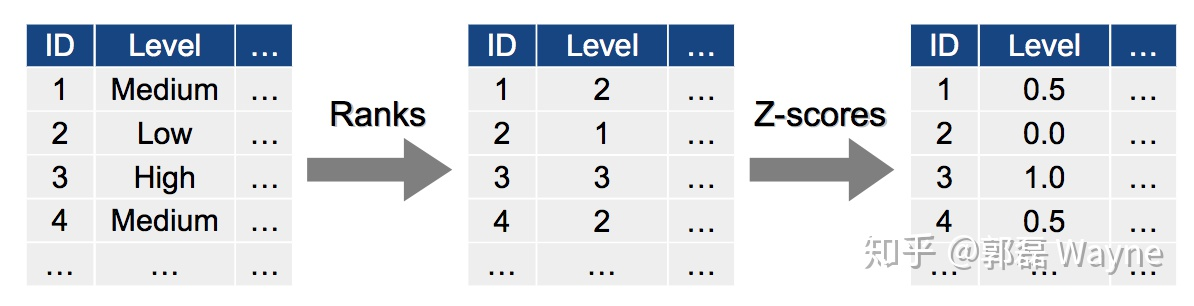 ID Level …
1 Medium …
2 Low …
3 High …
4 Medium …
… … …
Ranks
ID Level …
1 2 …
2 1 …
3 3 …
4 2 …
… … …
Z-scores
ID Level …
1 0.5 …
2 0.0 …
3 1.0 …
4 0.5 …
… … …
知乎 @郭磊 Wayne